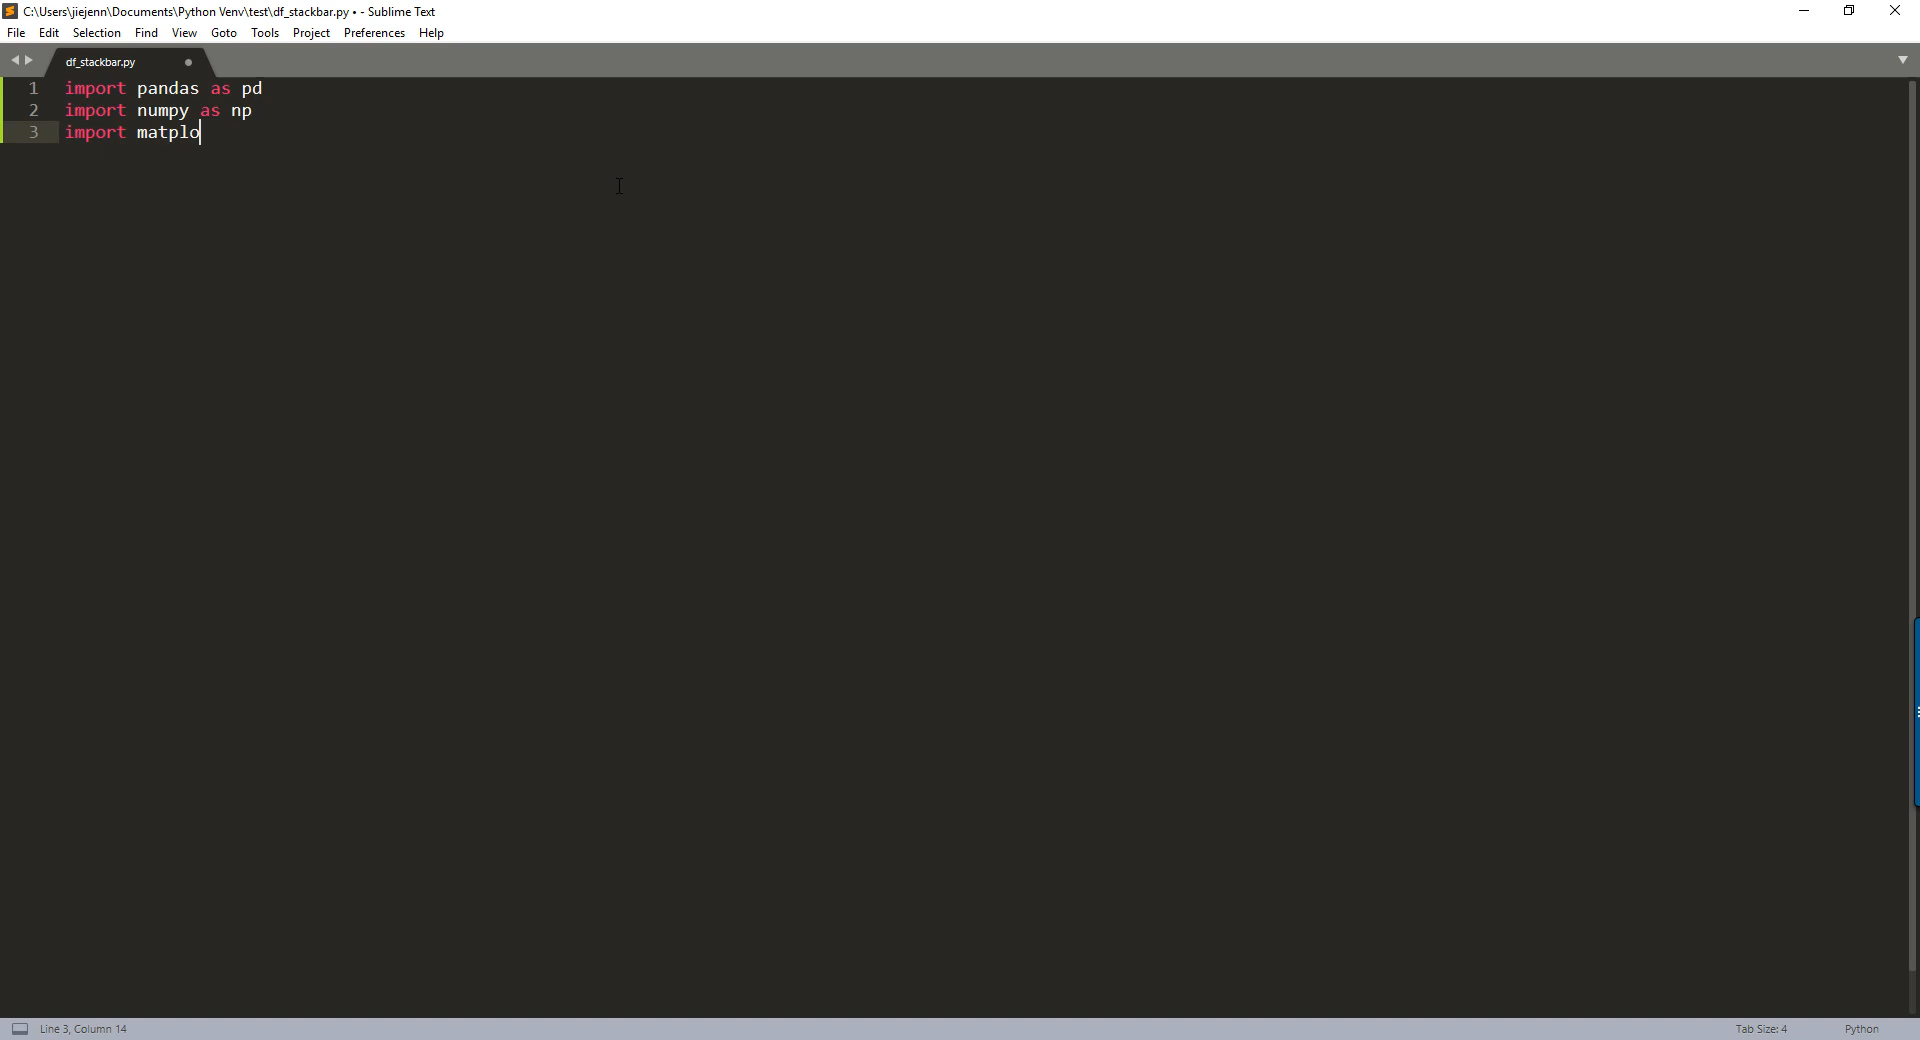 C:\Users\jiejenn\Documents\Python Venv\test\df_stackbar.py • - Sublime Text
File Edit Selection Find View Goto Tools Project Preferences Help
df_stackbar.py
1 import pandas as pd
2 import numpy as np
3 import matplo
Line 3, Column 14 Tab Size: 4 Python